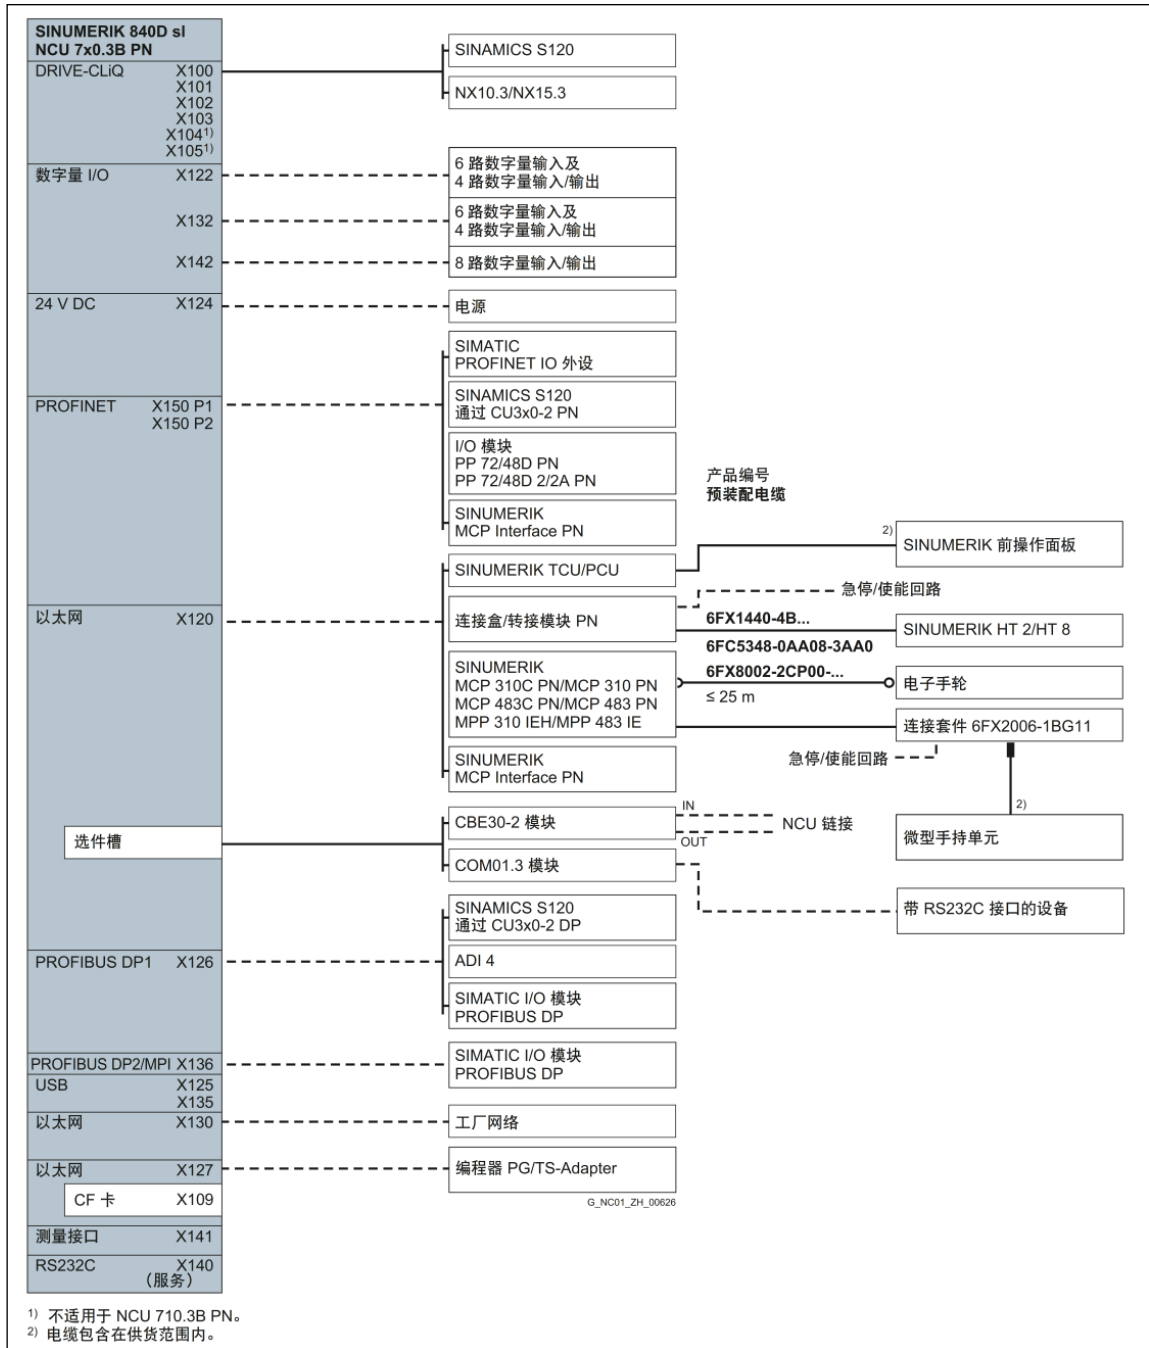 SINUMERIK 840D sl
NCU 7x0.3B PN
DRIVE-CLiQ X100
X101
X102
X103
X104¹⁾
X105¹⁾
SINAMICS S120
NX10.3/NX15.3
数字量 I/O X122
6 路数字量输入及
4 路数字量输入/输出
X132
6 路数字量输入及
4 路数字量输入/输出
X142
8 路数字量输入/输出
24 V DC X124
电源
SIMATIC
PROFINET IO 外设
PROFINET X150 P1
X150 P2
SINAMICS S120
通过 CU3x0-2 PN
I/O 模块
PP 72/48D PN
PP 72/48D 2/2A PN
SINUMERIK
MCP Interface PN
产品编号
预装配电缆
SINUMERIK TCU/PCU
2)
SINUMERIK 前操作面板
以太网 X120
连接盒/转接模块 PN
急停/使能回路
6FX1440-4B...
SINUMERIK HT 2/HT 8
6FC5348-0AA08-3AA0
SINUMERIK
MCP 310C PN/MCP 310 PN
MCP 483C PN/MCP 483 PN
MPP 310 IEH/MPP 483 IE
6FX8002-2CP00-...
≤ 25 m
电子手轮
连接套件 6FX2006-1BG11
急停/使能回路
SINUMERIK
MCP Interface PN
2)
微型手持单元
选件槽
CBE30-2 模块
IN
OUT
NCU 链接
COM01.3 模块
带 RS232C 接口的设备
SINAMICS S120
通过 CU3x0-2 DP
PROFIBUS DP1 X126
ADI 4
SIMATIC I/O 模块
PROFIBUS DP
PROFIBUS DP2/MPI X136
SIMATIC I/O 模块
PROFIBUS DP
USB X125
X135
以太网 X130
工厂网络
以太网 X127
编程器 PG/TS-Adapter
CF 卡 X109
G_NC01_ZH_00626
测量接口 X141
RS232C X140
（服务）
1) 不适用于 NCU 710.3B PN。
2) 电缆包含在供货范围内。